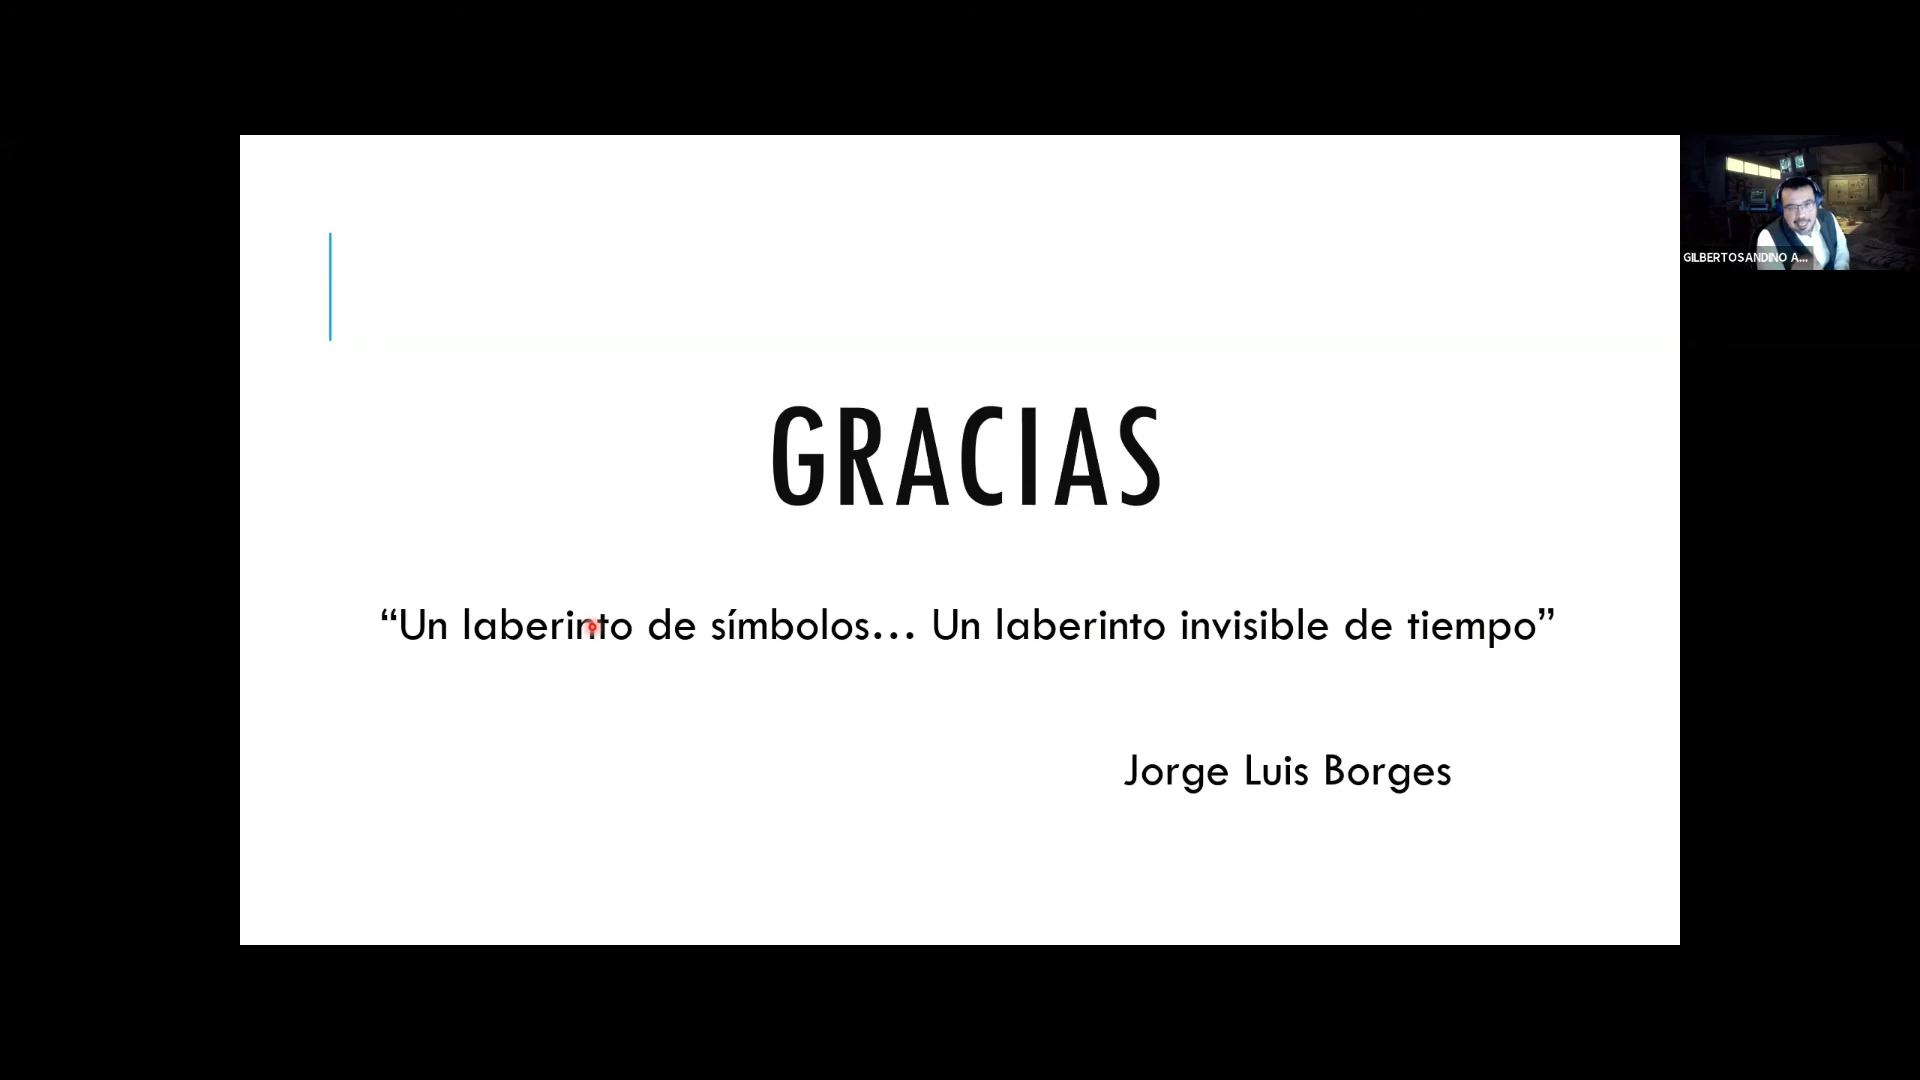 GRACIAS
“Un laberinto de símbolos… Un laberinto invisible de tiempo”
Jorge Luis Borges
GILBERTOSANDINO A...